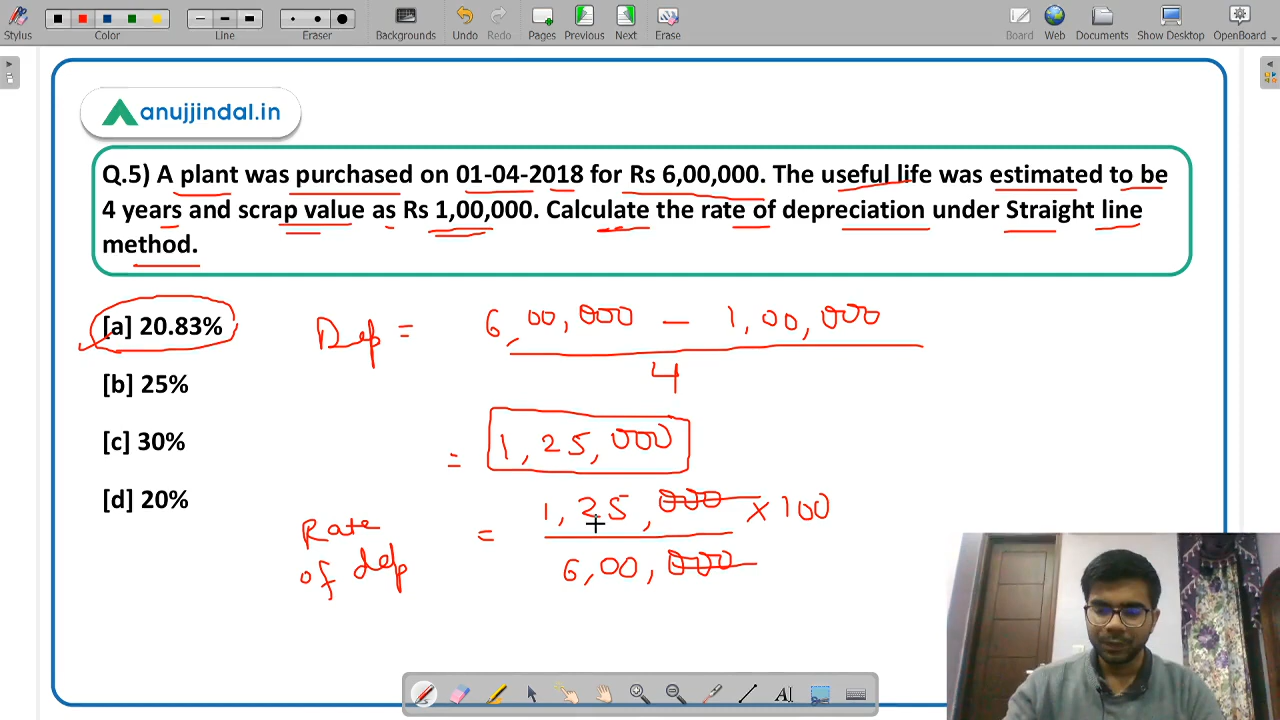 Stylus
Color
Line
Eraser
Backgrounds
Undo
Redo
Pages
Previous
Next
Erase
Board
Web
Documents
Show Desktop
OpenBoard
anujjindal.in
Q.5) A plant was purchased on 01-04-2018 for Rs 6,00,000. The useful life was estimated to be
4 years and scrap value as Rs 1,00,000. Calculate the rate of depreciation under Straight line
method.
[a] 20.83%
Dep = 6,00,000 – 1,00,000
4
[b] 25%
[c] 30%
= 1,25,000
[d] 20%
Rate of dep = 1,25,000 × 100
6,00,000